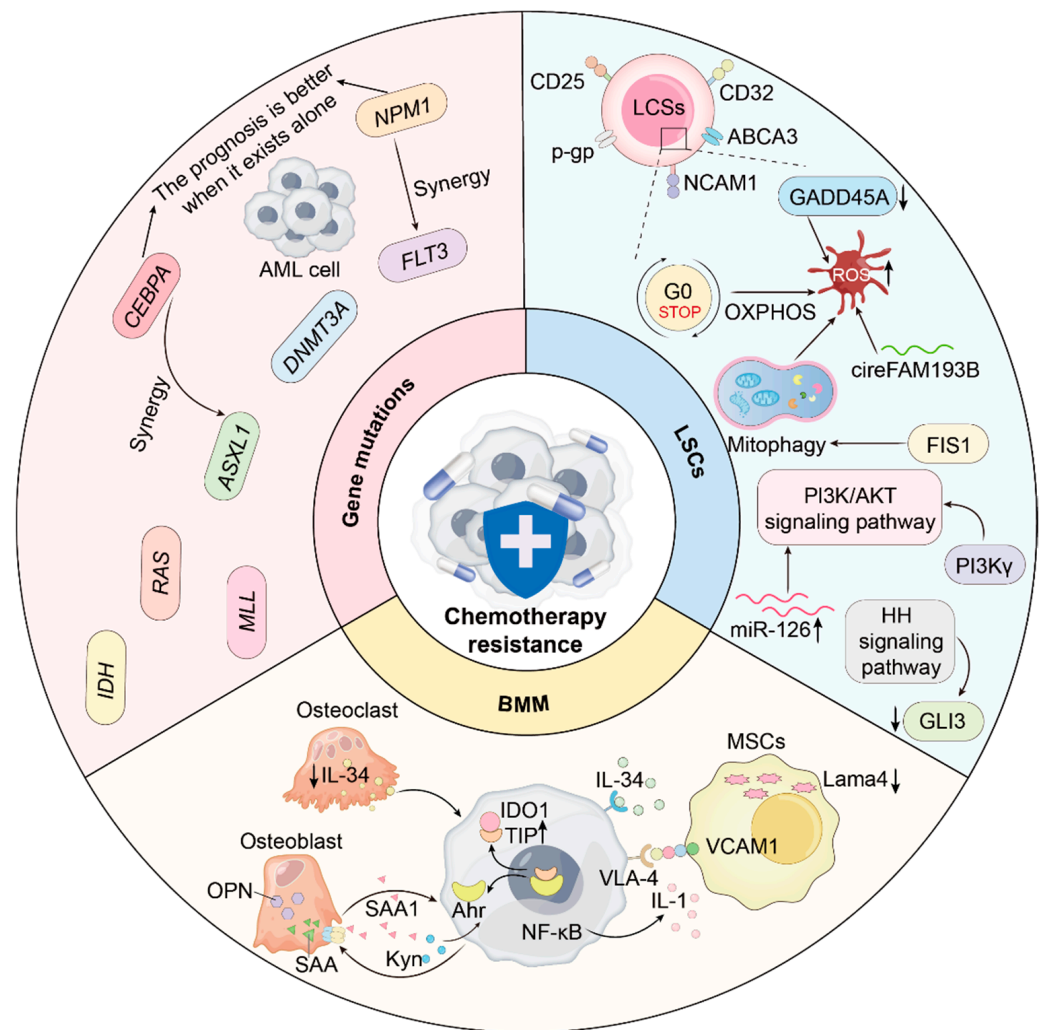 The prognosis is better
when it exists alone
NPM1
Synergy
FLT3
AML cell
CEBPA
DNMT3A
Synergy
ASXL1
RAS
MLL
IDH
Gene mutations
LSCs
BMM
Chemotherapy
resistance
CD25
LCSs
CD32
p-gp
ABCA3
NCAM1
GADD45A
ROS
G0
STOP
OXPHOS
cireFAM193B
Mitophagy
FIS1
PI3K/AKT
signaling pathway
PI3Kγ
miR-126
HH
signaling
pathway
GLI3
Osteoclast
IL-34
Osteoblast
OPN
SAA
SAA1
Kyn
IDO1
TIP
Ahr
NF-κB
IL-34
VLA-4
IL-1
MSCs
Lama4
VCAM1